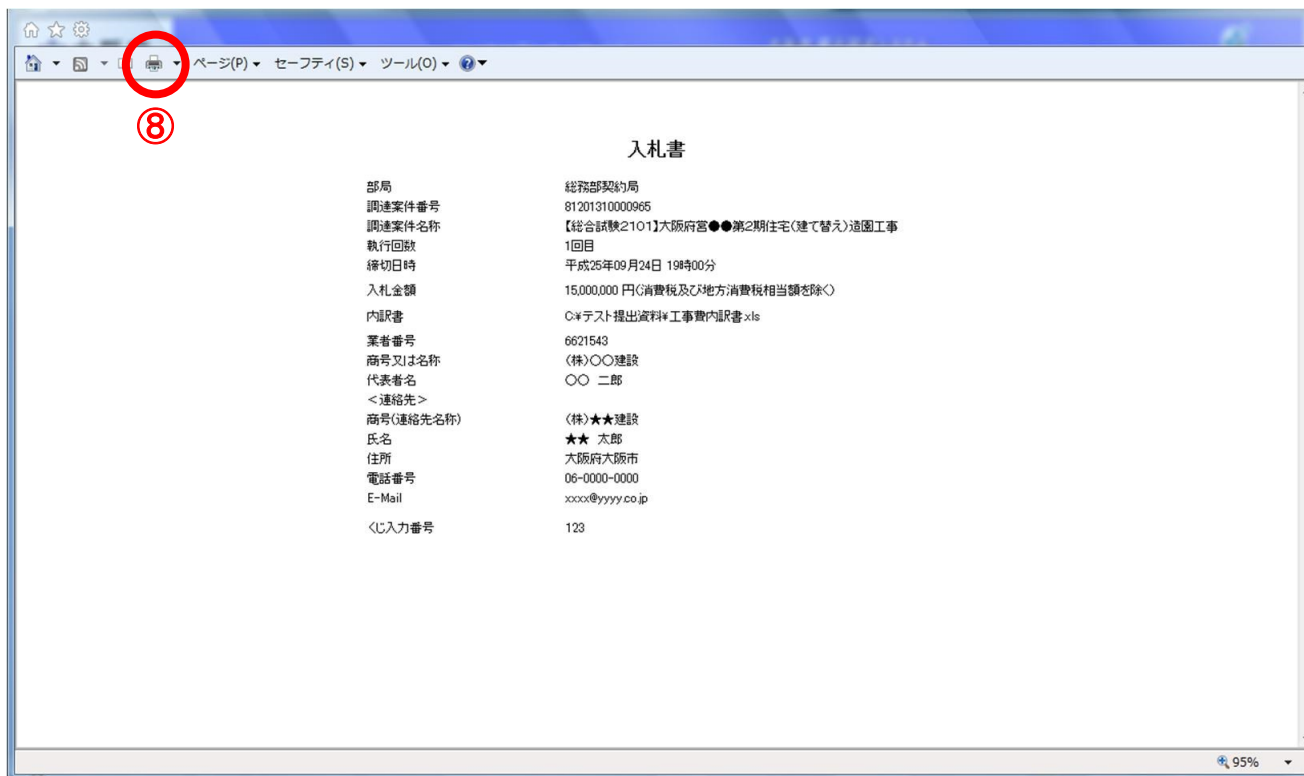 ページ(P) セーフティ(S) ツール(O)
⑧
入札書
部局 総務部契約局
調達案件番号 81201310000965
調達案件名称 【総合試験2101】大阪府営●●第2期住宅(建て替え)造園工事
執行回数 1回目
締切日時 平成25年09月24日 19時00分
入札金額 15,000,000 円(消費税及び地方消費税相当額を除く)
内訳書 C:¥テスト提出資料¥工事費内訳書.xls
業者番号 6621543
商号又は名称 (株)○○建設
代表者名 ○○ 二郎
<連絡先>
商号(連絡先名称) (株)★★建設
氏名 ★★ 太郎
住所 大阪府大阪市
電話番号 06-0000-0000
E-Mail xxxx@yyyy.co.jp
くじ入力番号 123
95%